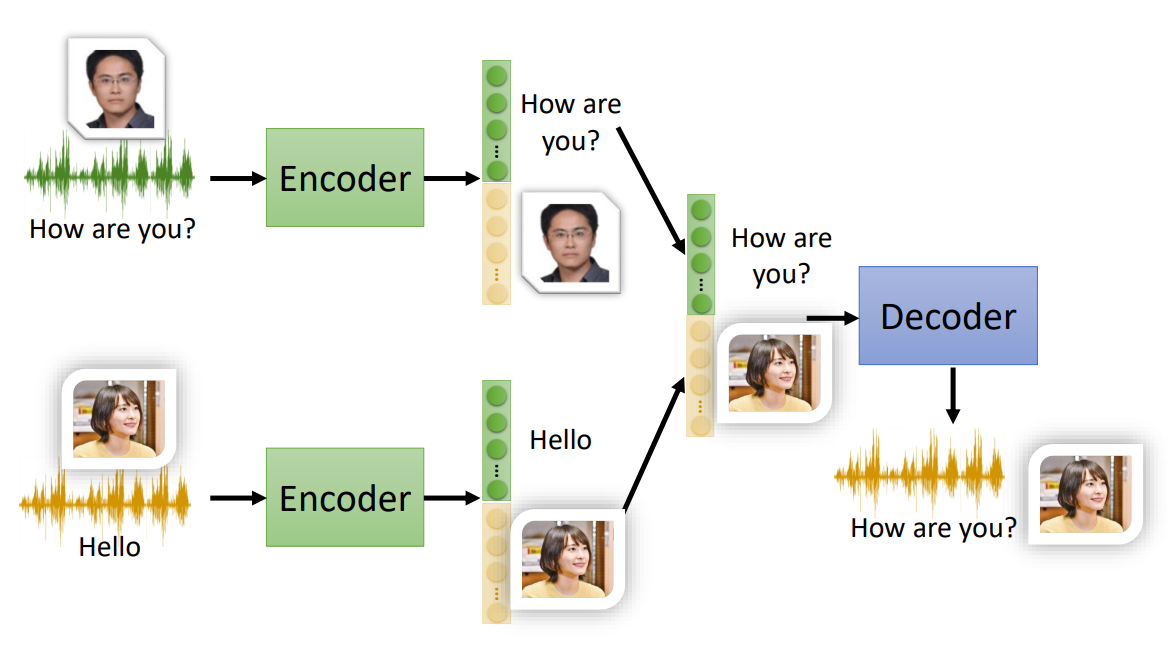 How are you?
Encoder
How are
you?
Hello
Encoder
Hello
How are
you?
Decoder
How are you?